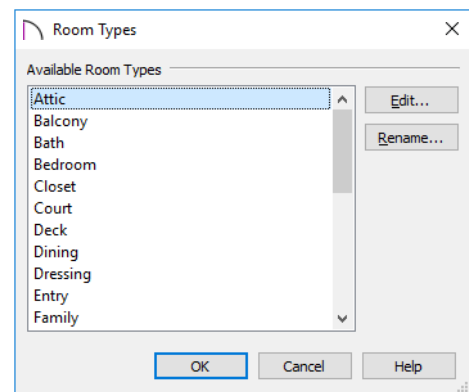 Room Types
Available Room Types
Attic
Balcony
Bath
Bedroom
Closet
Court
Deck
Dining
Dressing
Entry
Family
Edit...
Rename...
OK
Cancel
Help